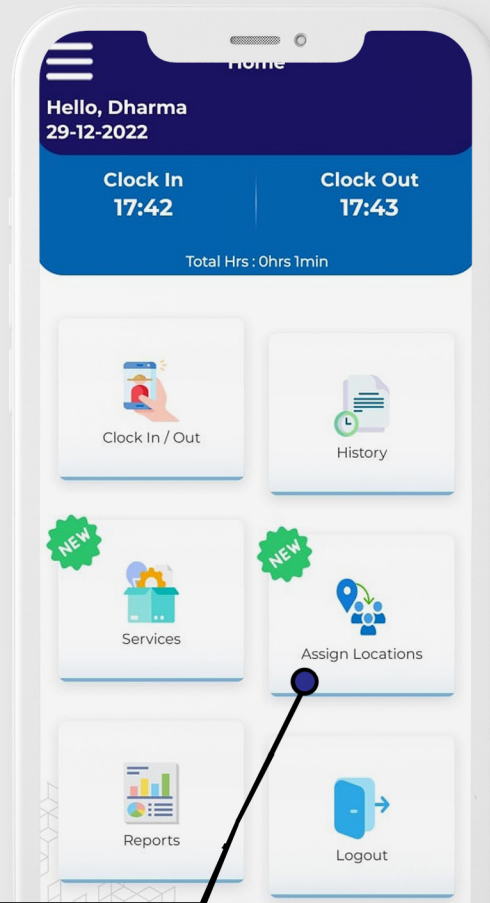 Home
Hello, Dharma
29-12-2022
Clock In
17:42
Clock Out
17:43
Total Hrs : 0hrs 1min
Clock In / Out
History
NEW
Services
NEW
Assign Locations
Reports
Logout